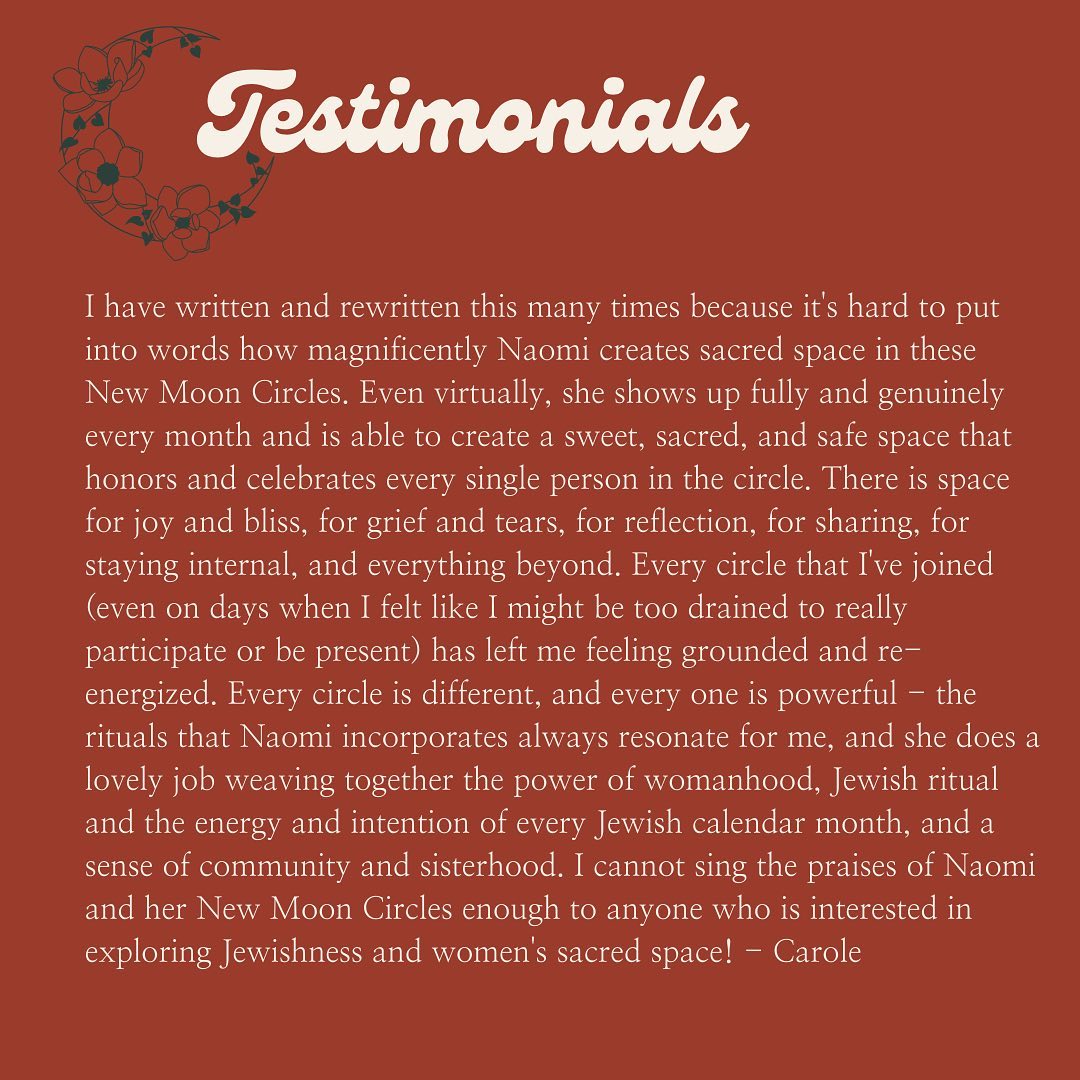 Testimonials
I have written and rewritten this many times because it's hard to put
into words how magnificently Naomi creates sacred space in these
New Moon Circles. Even virtually, she shows up fully and genuinely
every month and is able to create a sweet, sacred, and safe space that
honors and celebrates every single person in the circle. There is space
for joy and bliss, for grief and tears, for reflection, for sharing, for
staying internal, and everything beyond. Every circle that I've joined
(even on days when I felt like I might be too drained to really
participate or be present) has left me feeling grounded and re-
energized. Every circle is different, and every one is powerful - the
rituals that Naomi incorporates always resonate for me, and she does a
lovely job weaving together the power of womanhood, Jewish ritual
and the energy and intention of every Jewish calendar month, and a
sense of community and sisterhood. I cannot sing the praises of Naomi
and her New Moon Circles enough to anyone who is interested in
exploring Jewishness and women's sacred space! - Carole